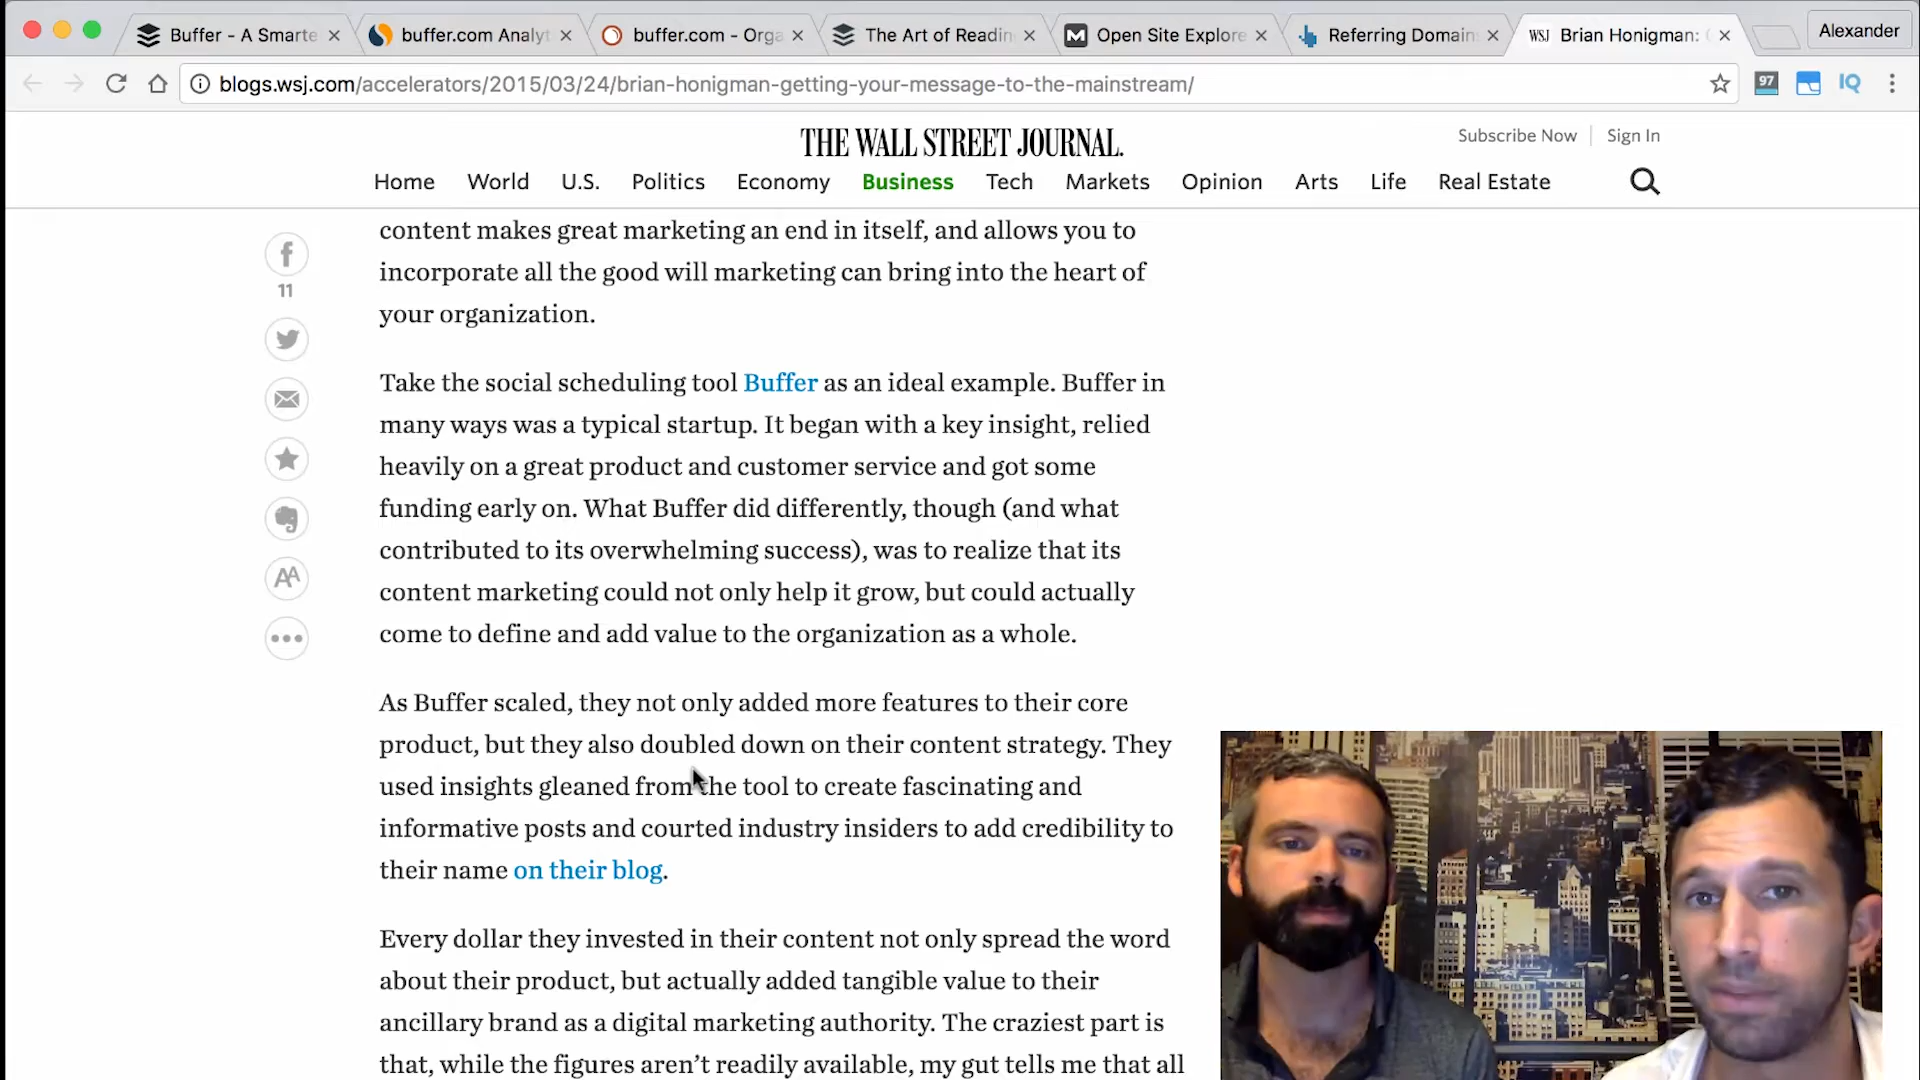 Buffer - A Smarte
buffer.com Analyt
buffer.com - Orga
The Art of Readin
Open Site Explore
Referring Domain
WSJ Brian Honigman: G
Alexander
blogs.wsj.com/accelerators/2015/03/24/brian-honigman-getting-your-message-to-the-mainstream/
97
IQ
THE WALL STREET JOURNAL.
Subscribe Now
Sign In
Home World U.S. Politics Economy Business Tech Markets Opinion Arts Life Real Estate
11
AA
content makes great marketing an end in itself, and allows you to
incorporate all the good will marketing can bring into the heart of
your organization.
Take the social scheduling tool Buffer as an ideal example. Buffer in
many ways was a typical startup. It began with a key insight, relied
heavily on a great product and customer service and got some
funding early on. What Buffer did differently, though (and what
contributed to its overwhelming success), was to realize that its
content marketing could not only help it grow, but could actually
come to define and add value to the organization as a whole.
As Buffer scaled, they not only added more features to their core
product, but they also doubled down on their content strategy. They
used insights gleaned from the tool to create fascinating and
informative posts and courted industry insiders to add credibility to
their name on their blog.
Every dollar they invested in their content not only spread the word
about their product, but actually added tangible value to their
ancillary brand as a digital marketing authority. The craziest part is
that, while the figures aren't readily available, my gut tells me that all